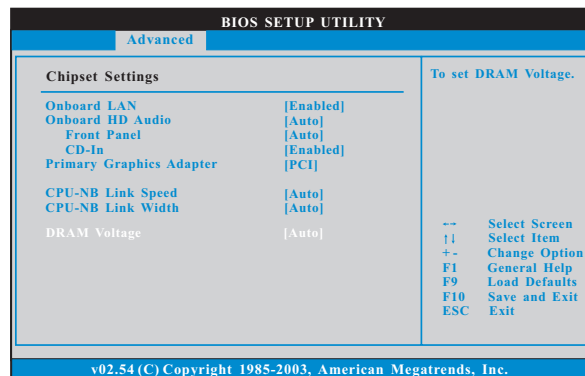 BIOS SETUP UTILITY
Advanced
Chipset Settings
Onboard LAN [Enabled]
Onboard HD Audio [Auto]
Front Panel [Auto]
CD-In [Enabled]
Primary Graphics Adapter [PCI]
CPU-NB Link Speed [Auto]
CPU-NB Link Width [Auto]
DRAM Voltage [Auto]
To set DRAM Voltage.
←→ Select Screen
↑↓ Select Item
+- Change Option
F1 General Help
F9 Load Defaults
F10 Save and Exit
ESC Exit
v02.54 (C) Copyright 1985-2003, American Megatrends, Inc.